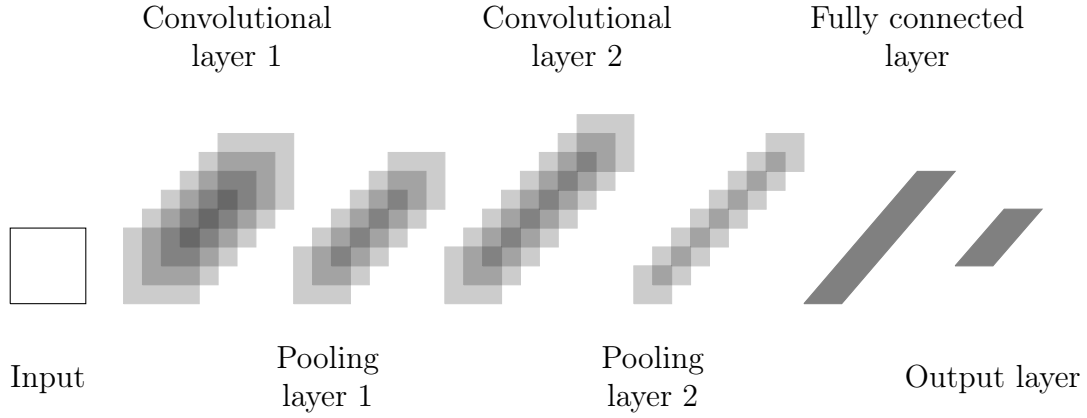 Convolutional
layer 1
Convolutional
layer 2
Fully connected
layer
Input
Pooling
layer 1
Pooling
layer 2
Output layer